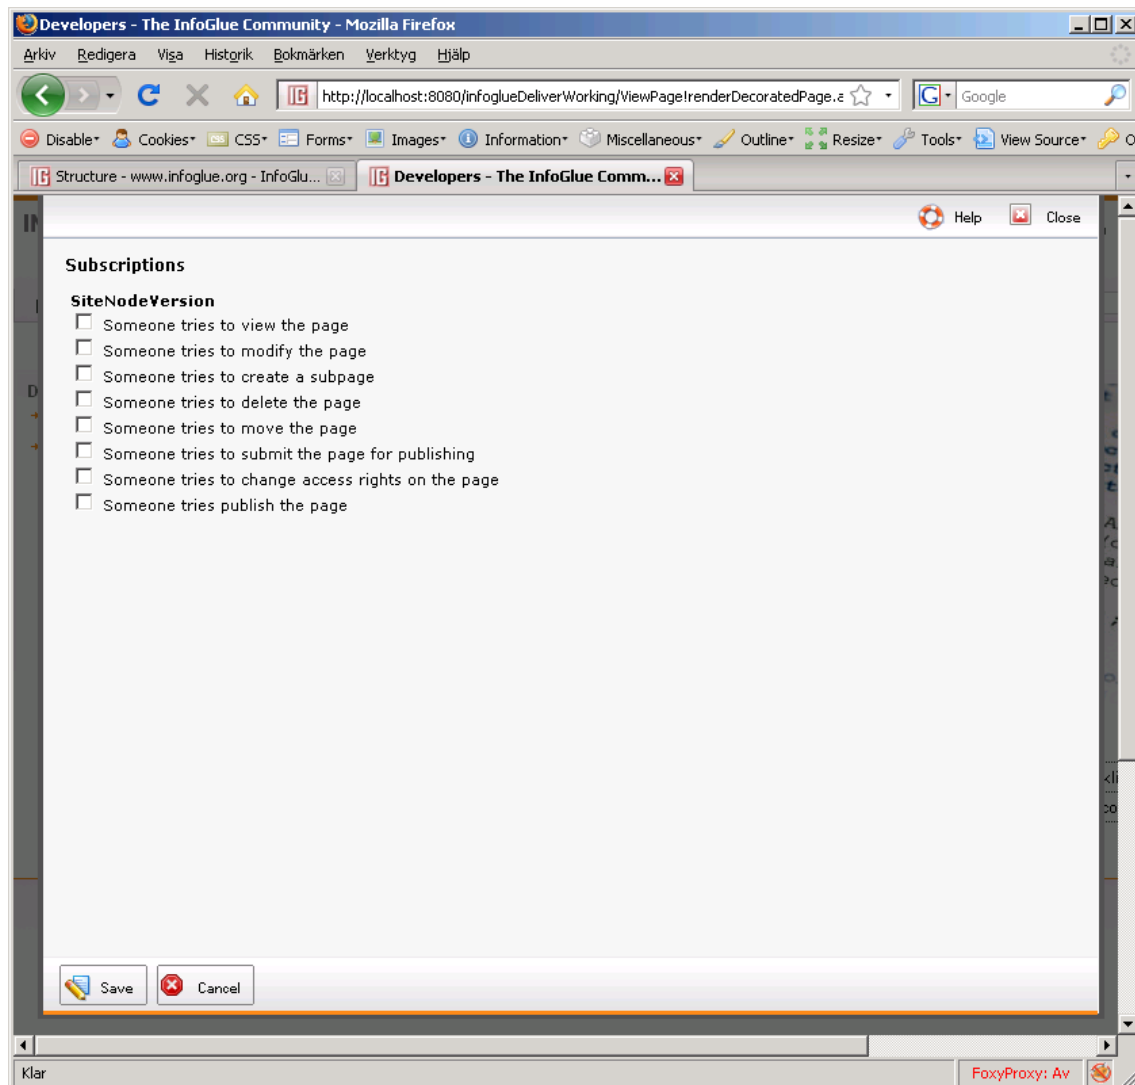 Developers - The InfoGlue Community - Mozilla Firefox
Arkiv Redigera Visa Historik Bokmärken Verktyg Hjälp
http://localhost:8080/infoglueDeliverWorking/ViewPage!renderDecoratedPage.a G Google
Disable Cookies CSS Forms Images Information Miscellaneous Outline Resize Tools View Source O
Structure - www.infoglue.org - InfoGlu... Developers - The InfoGlue Comm...
Help Close
Subscriptions
SiteNodeVersion
Someone tries to view the page
Someone tries to modify the page
Someone tries to create a subpage
Someone tries to delete the page
Someone tries to move the page
Someone tries to submit the page for publishing
Someone tries to change access rights on the page
Someone tries publish the page
Save Cancel
Klar FoxyProxy: Av